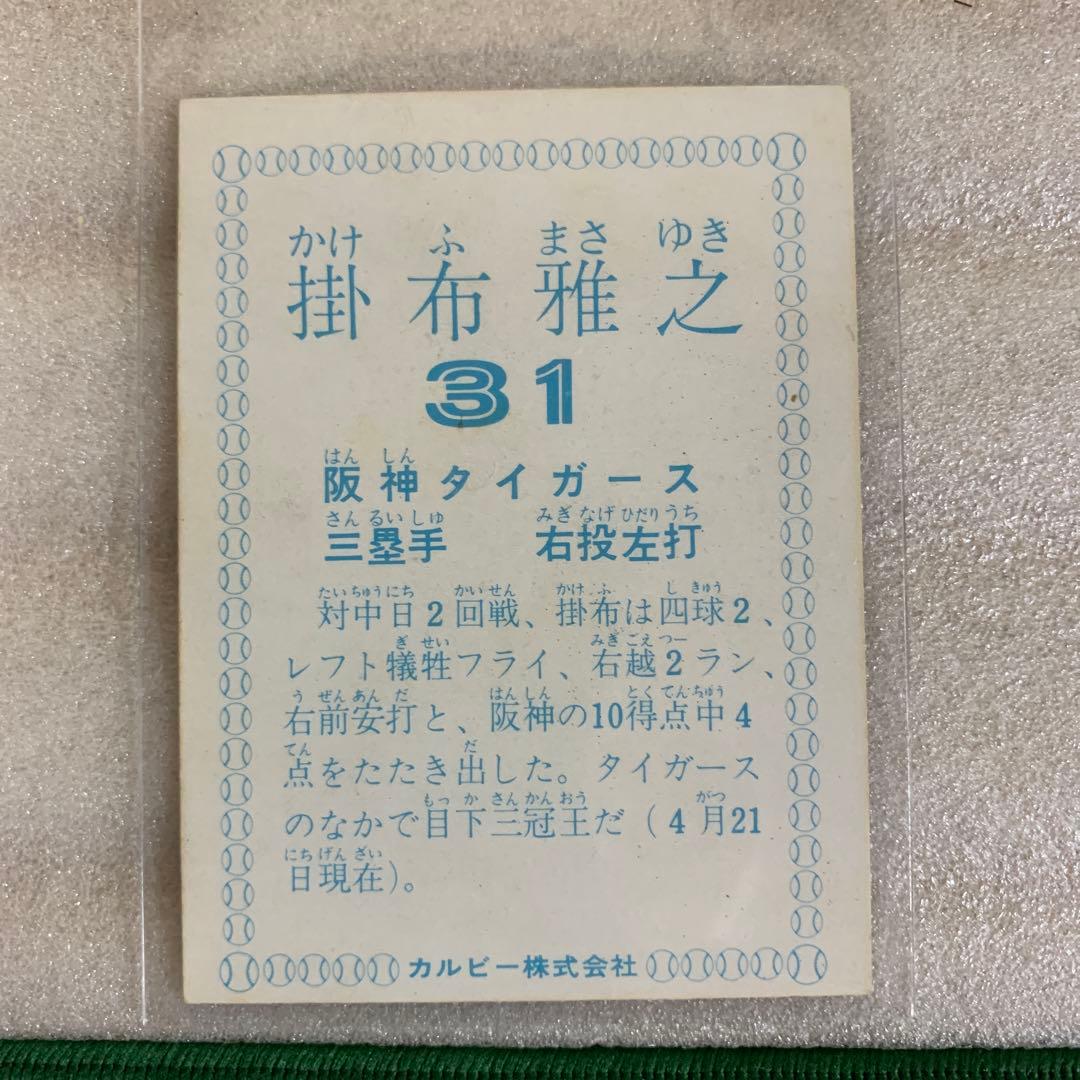 かけ ふ まさ ゆき
掛布雅之
31
はん しん
阪神タイガース
さん るい しゅ みぎ なげ ひだり うち
三塁手 右投左打
たい ちゅう にち かい せん かけ ふ し きゅう
対中日2回戦、掛布は四球2、
ぎ せい みぎ ごえ つー
レフト犠牲フライ、右越2ラン、
う ぜん あん だ はん しん とく てん ちゅう
右前安打と、阪神の10得点中4
てん だ
点をたたき出した。タイガース
もっ か さん かん おう がつ
のなかで目下三冠王だ(4月21
にち げん ざい
日現在)。
カルビー株式会社